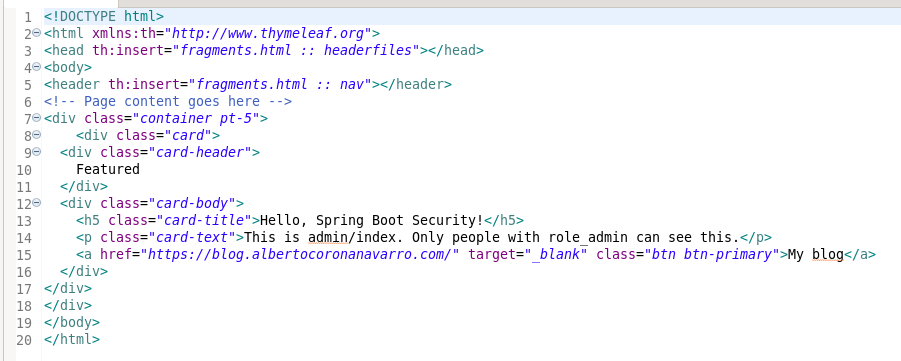 1 <!DOCTYPE html>
2 <html xmlns:th="http://www.thymeleaf.org">
3 <head th:insert="fragments.html :: headerfiles"></head>
4 <body>
5 <header th:insert="fragments.html :: nav"></header>
6 <!-- Page content goes here -->
7 <div class="container pt-5">
8     <div class="card">
9   <div class="card-header">
10     Featured
11   </div>
12   <div class="card-body">
13     <h5 class="card-title">Hello, Spring Boot Security!</h5>
14     <p class="card-text">This is admin/index. Only people with role_admin can see this.</p>
15     <a href="https://blog.albertocoronanavarro.com/" target="_blank" class="btn btn-primary">My blog</a>
16   </div>
17 </div>
18 </div>
19 </body>
20 </html>